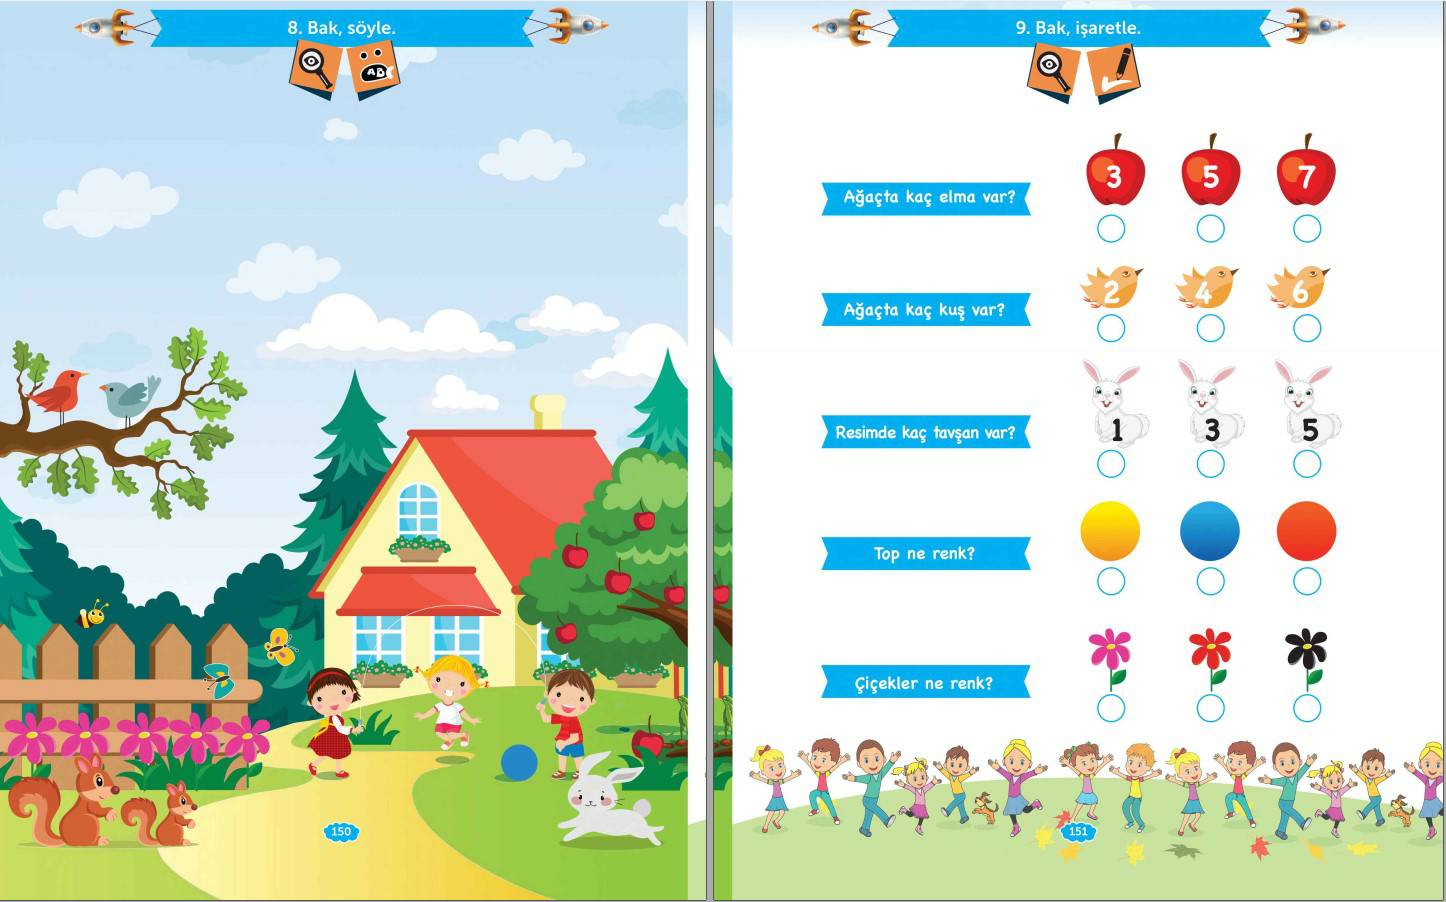 8. Bak, söyle.
AB
150
9. Bak, işaretle.
Ağaçta kaç elma var?
3 5 7
Ağaçta kaç kuş var?
2 4 6
Resimde kaç tavşan var?
1 3 5
Top ne renk?
Çiçekler ne renk?
151